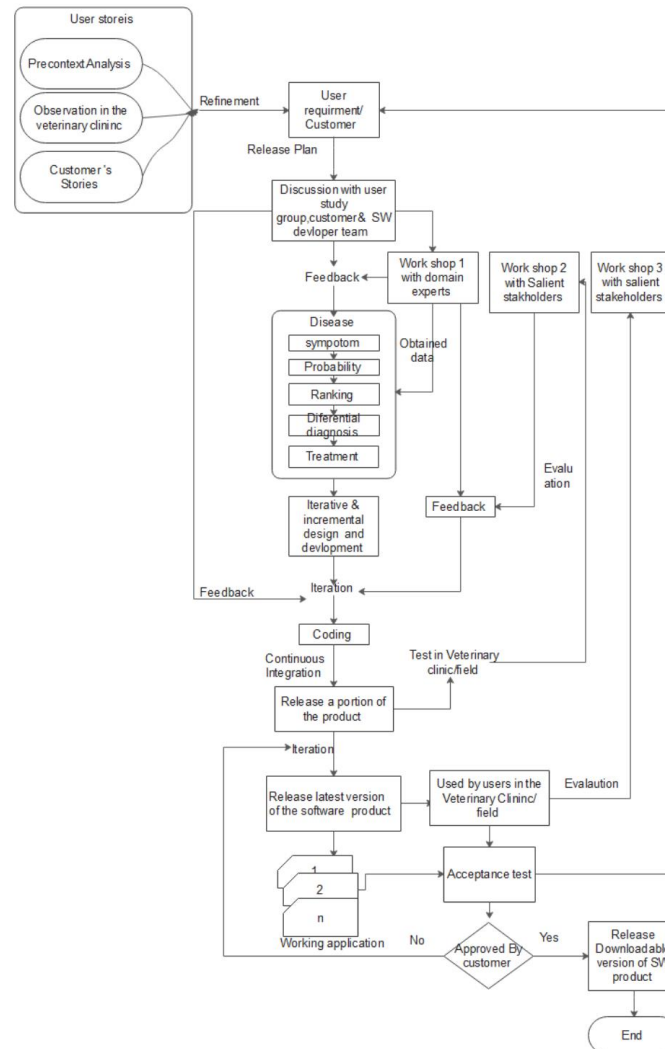 User storeis
Precontext Analysis
Observation in the
veterinary clininc
Customer's
Stories
Refinement
User
requirment/
Customer
Release Plan
Discussion with user
study
group,customer& SW
devloper team
Feedback
Work shop 1
with domain
experts
Work shop 2
with Salient
stakholders
Work shop 3
with salient
stakeholders
Disease
sympotom
Probability
Ranking
Diferential
diagnosis
Treatment
Obtained
data
Evalu
ation
Iterative &
incremental
design and
devlopment
Feedback
Feedback
Iteration
Coding
Continuous
Integration
Test in Veterinary
clinic/field
Release a portion of
the product
Iteration
Release latest version
of the software product
Used by users in the
Veterinary Clininc/
field
Evalaution
1
2
n
Working application
Acceptance test
No
Approved By
customer
Yes
Release
Downloadable
version of SW
product
End